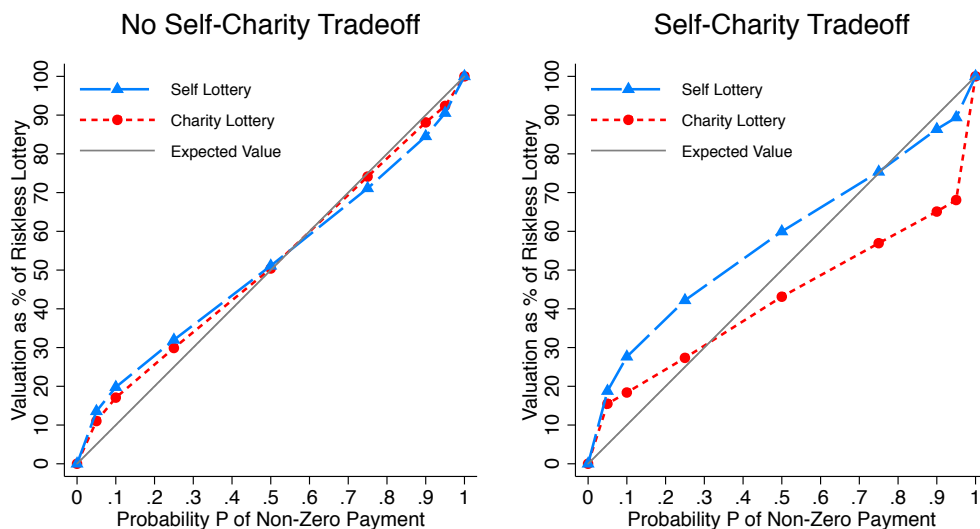 No Self-Charity Tradeoff
Valuation as % of Riskless Lottery
0 10 20 30 40 50 60 70 80 90 100
Self Lottery
Charity Lottery
Expected Value
0 .1 .2 .3 .4 .5 .6 .7 .8 .9 1
Probability P of Non-Zero Payment
Self-Charity Tradeoff
Valuation as % of Riskless Lottery
0 10 20 30 40 50 60 70 80 90 100
Self Lottery
Charity Lottery
Expected Value
0 .1 .2 .3 .4 .5 .6 .7 .8 .9 1
Probability P of Non-Zero Payment